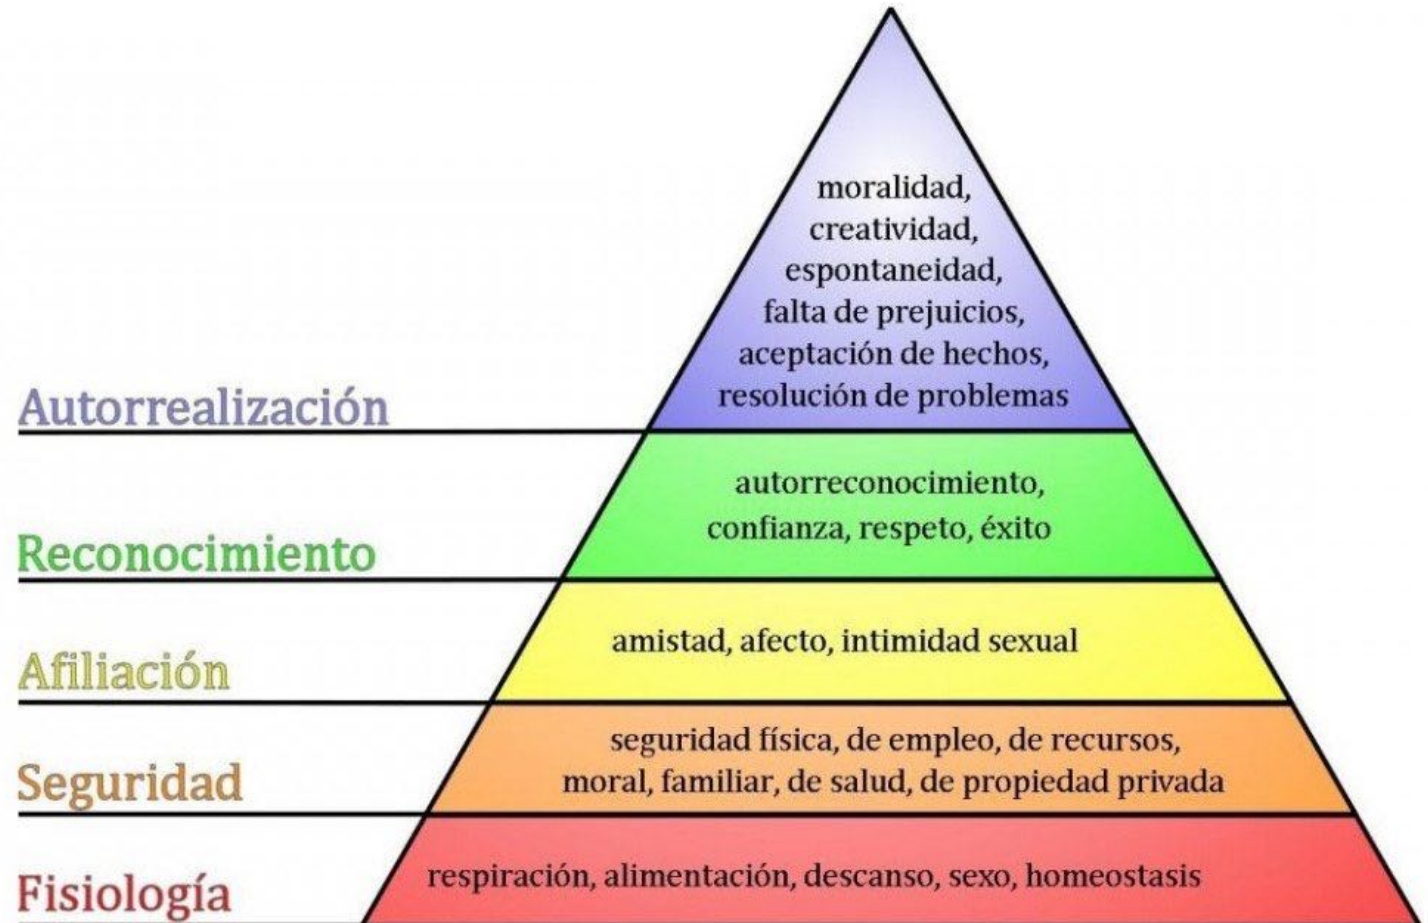 moralidad,
creatividad,
espontaneidad,
falta de prejuicios,
aceptación de hechos,
resolución de problemas
Autorrealización
autorreconocimiento,
confianza, respeto, éxito
Reconocimiento
amistad, afecto, intimidad sexual
Afiliación
seguridad física, de empleo, de recursos,
moral, familiar, de salud, de propiedad privada
Seguridad
respiración, alimentación, descanso, sexo, homeostasis
Fisiología